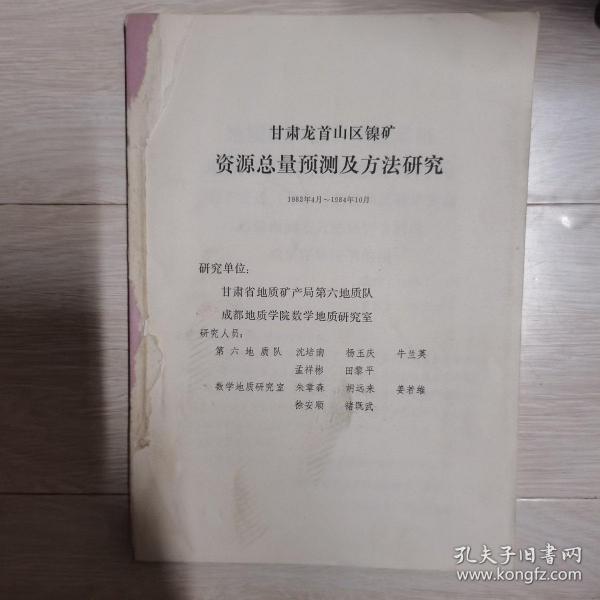 甘肃龙首山区镍矿
资源总量预测及方法研究
1983年4月～1984年10月
研究单位：
甘肃省地质矿产局第六地质队
成都地质学院数学地质研究室
研究人员：
第六地质队 沈培南 杨玉庆 牛兰英
孟祥彬 田黎平
数学地质研究室 朱章森 胡远来 姜若维
徐安顺 褚既武
孔夫子旧书网
www.kongfz.com